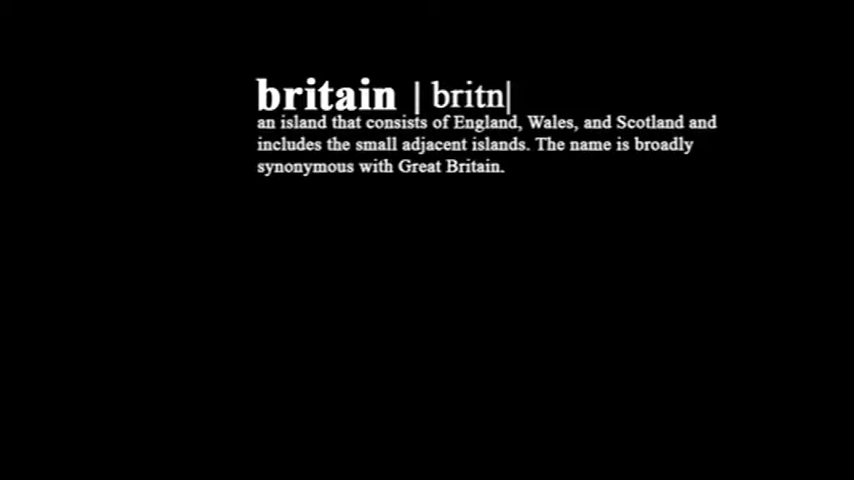 britain | britn|
an island that consists of England, Wales, and Scotland and
includes the small adjacent islands. The name is broadly
synonymous with Great Britain.